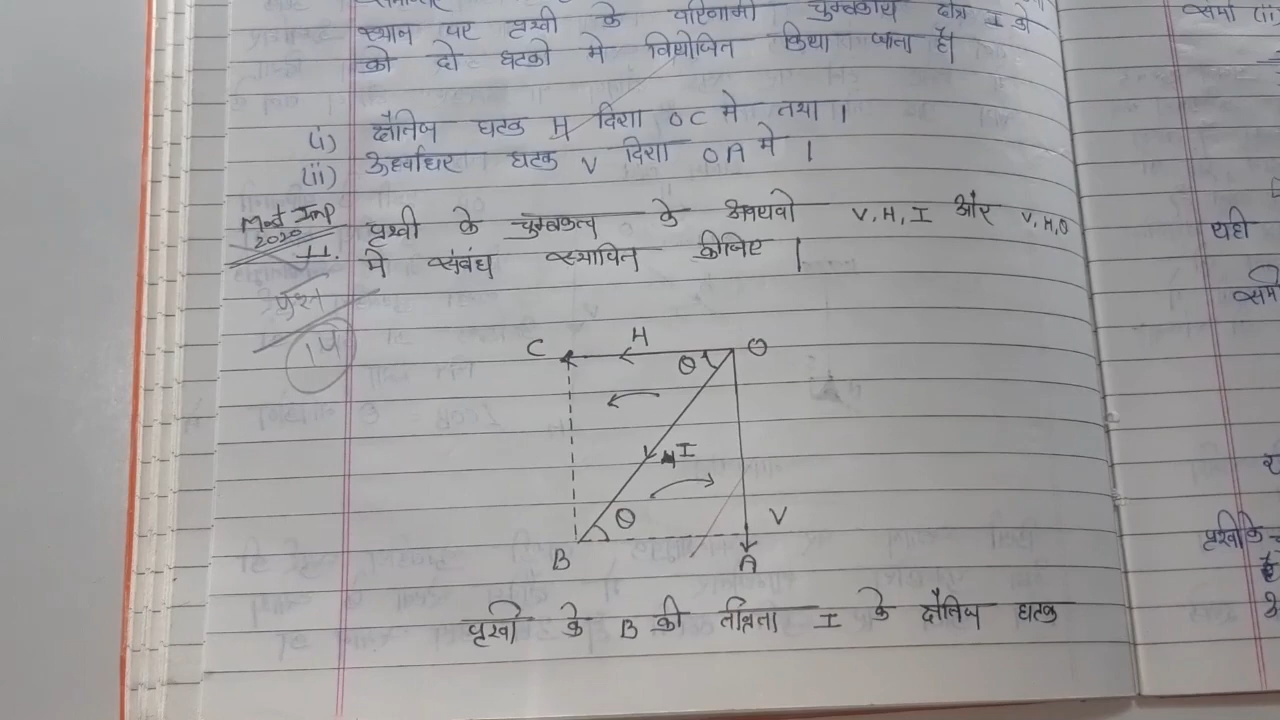 स्थान पर पृथ्वी के परिणामी चुम्बकीय क्षेत्र I को
को दो घटको मे वियोजित किया जाता है।
(i) क्षैतिज घटक H दिशा OC मे तथा।
(ii) ऊर्ध्वाधर घटक V दिशा OA मे।
Most Imp
2020
पृथ्वी के चुम्बकत्व के अवयवो V, H, I और V, H, θ
मे संबंध स्थापित कीजिए।
प्रश्न
14
C H O
θ
I
θ V
B A
पृथ्वी के B की तीव्रता I के क्षैतिज घटक
यही